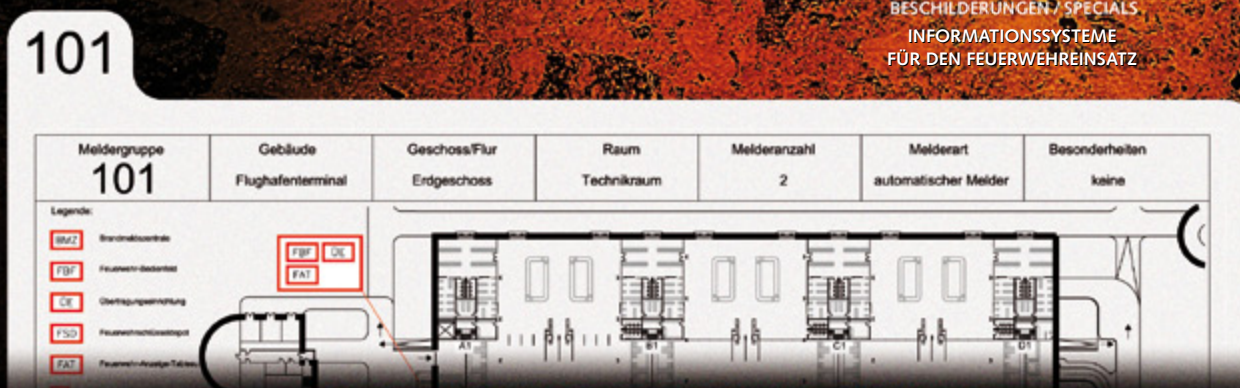 BESCHILDERUNGEN / SPECIALS
INFORMATIONSSYSTEME
FÜR DEN FEUERWEHREINSATZ
101
Meldergruppe
101
Gebäude
Flughafenterminal
Geschoss/Flur
Erdgeschoss
Raum
Technikraum
Melderanzahl
2
Melderart
automatischer Melder
Besonderheiten
keine
Legende:
BMZ Brandmeldezentrale
FBF Feuerwehr-Bedienfeld
ÜE Übertragungseinrichtung
FSD Feuerwehrschlüsseldepot
FAT Feuerwehr-Anzeige-Tableau
FBF ÜE
FAT
A1
B1
C1
D1